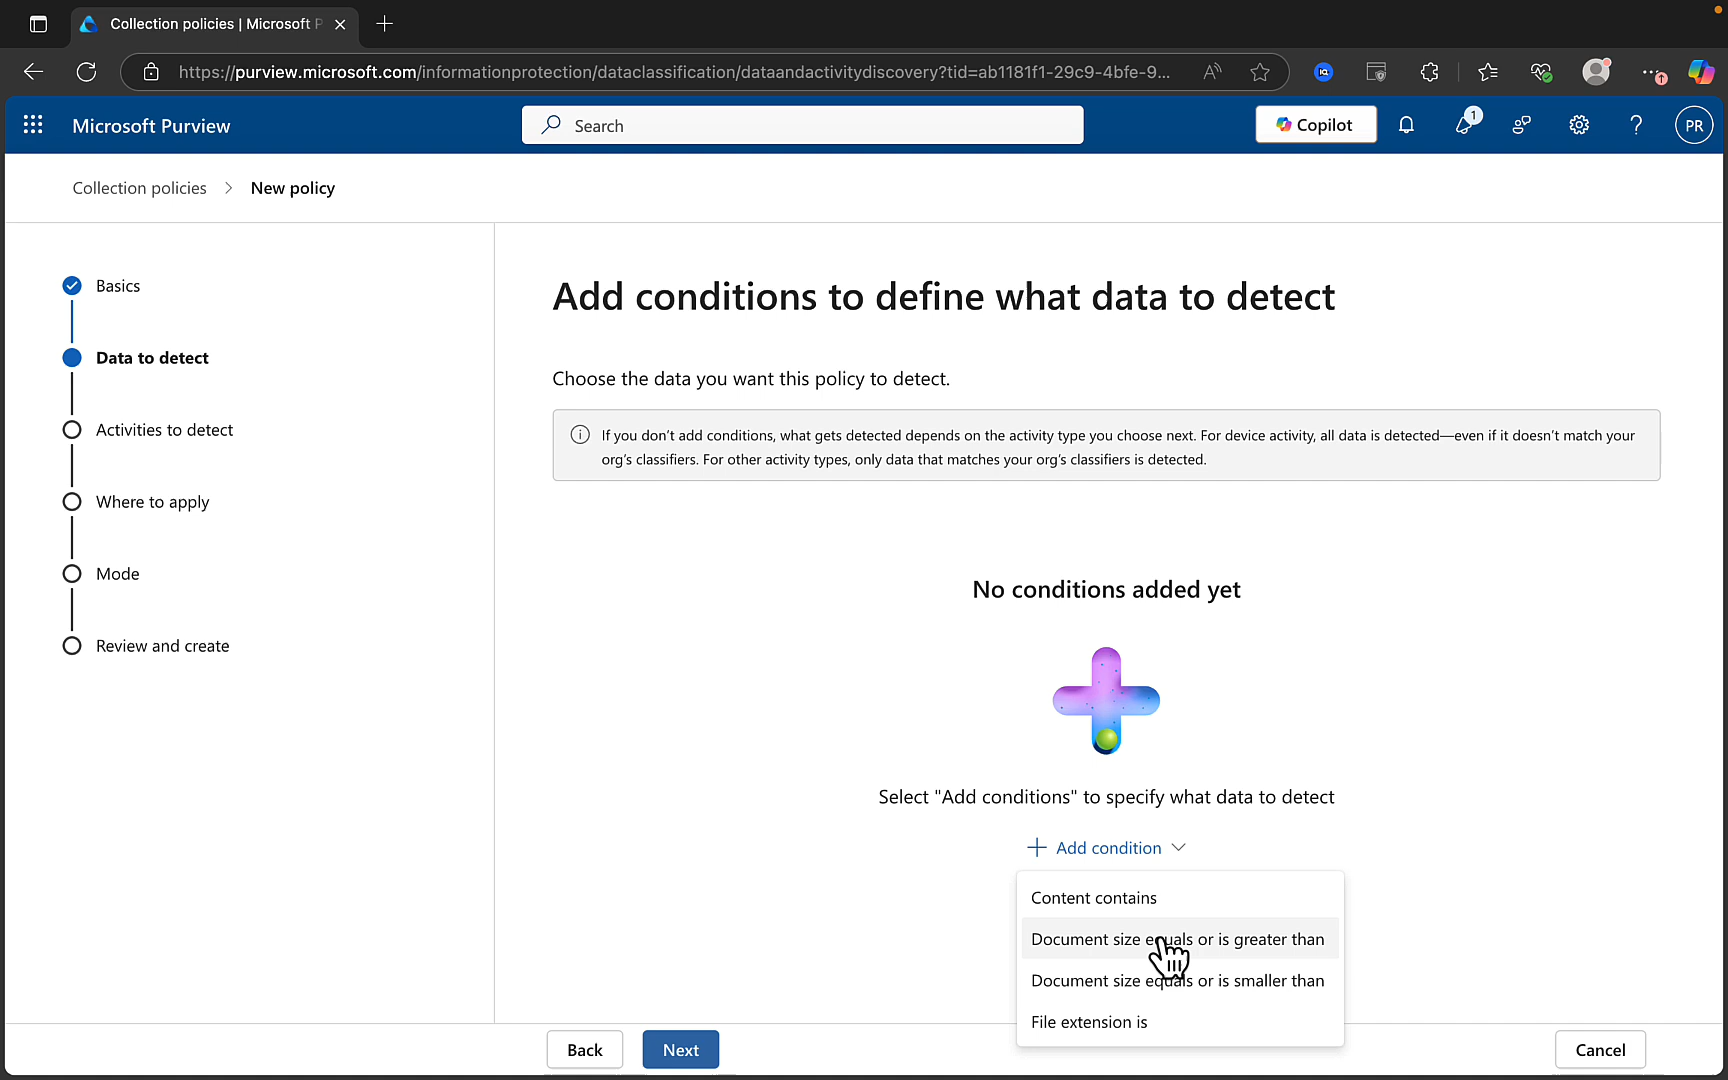 Collection policies | Microsoft P
https://purview.microsoft.com/informationprotection/dataclassification/dataandactivitydiscovery?tid=ab1181f1-29c9-4bfe-9...
Microsoft Purview
Search
Copilot
1
PR
Collection policies > New policy
Basics
Data to detect
Activities to detect
Where to apply
Mode
Review and create
Add conditions to define what data to detect
Choose the data you want this policy to detect.
If you don't add conditions, what gets detected depends on the activity type you choose next. For device activity, all data is detected—even if it doesn't match your
org's classifiers. For other activity types, only data that matches your org's classifiers is detected.
No conditions added yet
Select "Add conditions" to specify what data to detect
Add condition
Content contains
Document size equals or is greater than
Document size equals or is smaller than
File extension is
Back
Next
Cancel